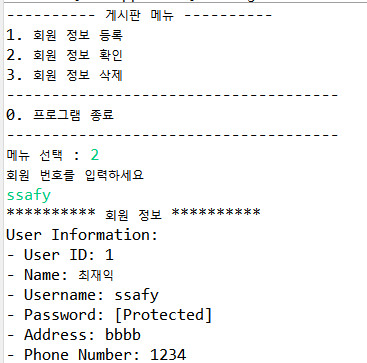 ---------- 게시판 메뉴 ----------
1. 회원 정보 등록
2. 회원 정보 확인
3. 회원 정보 삭제
-----------------------------------
0. 프로그램 종료
-----------------------------------
메뉴 선택 : 2
회원 번호를 입력하세요
ssafy
********** 회원 정보 **********
User Information:
- User ID: 1
- Name: 최재익
- Username: ssafy
- Password: [Protected]
- Address: bbbb
- Phone Number: 1234